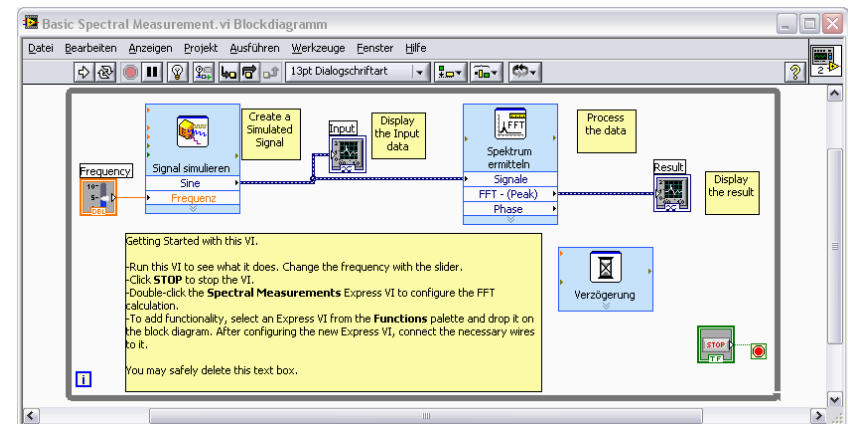 Basic Spectral Measurement.vi Blockdiagramm
Datei Bearbeiten Anzeigen Projekt Ausführen Werkzeuge Fenster Hilfe
13pt Dialogschriftart
2
Create a
Simulated
Signal
Input
Display
the Input
data
FFT
Process
the data
Signal simulieren
Sine
Frequenz
Frequency
10-
5-
DBL
Spektrum
ermitteln
Signale
FFT - (Peak)
Phase
Result
Display
the result
Getting Started with this VI.
-Run this VI to see what it does. Change the frequency with the slider.
-Click STOP to stop the VI.
-Double-click the Spectral Measurements Express VI to configure the FFT
calculation.
-To add functionality, select an Express VI from the Functions palette and drop it on
the block diagram. After configuring the new Express VI, connect the necessary wires
to it.
You may safely delete this text box.
Verzögerung
STOP
TF
i